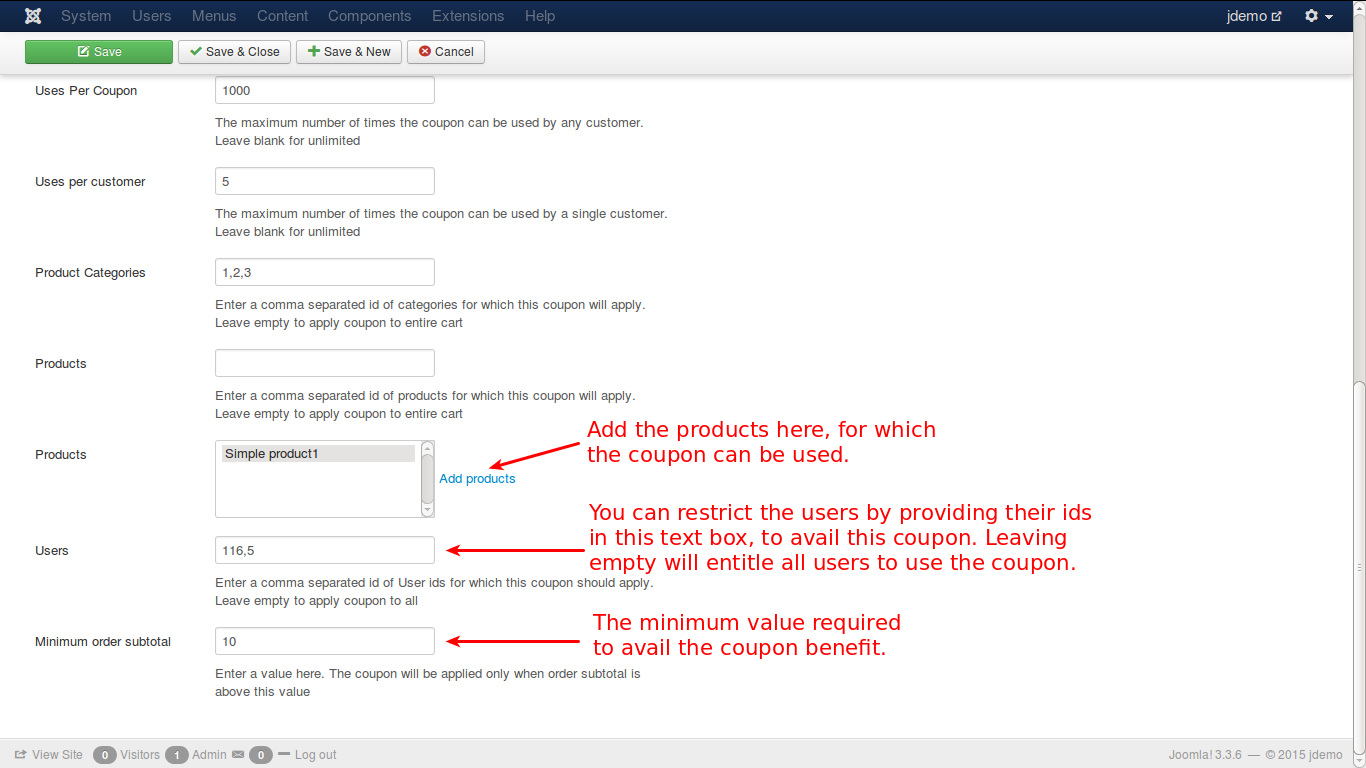 System Users Menus Content Components Extensions Help jdemo
Save Save & Close Save & New Cancel
Uses Per Coupon 1000
The maximum number of times the coupon can be used by any customer.
Leave blank for unlimited
Uses per customer 5
The maximum number of times the coupon can be used by a single customer.
Leave blank for unlimited
Product Categories 1,2,3
Enter a comma separated id of categories for which this coupon will apply.
Leave empty to apply coupon to entire cart
Products
Enter a comma separated id of products for which this coupon will apply.
Leave empty to apply coupon to entire cart
Products Simple product1
Add products
Add the products here, for which
the coupon can be used.
You can restrict the users by providing their ids
in this text box, to avail this coupon. Leaving
empty will entitle all users to use the coupon.
Users 116,5
Enter a comma separated id of User ids for which this coupon should apply.
Leave empty to apply coupon to all
The minimum value required
to avail the coupon benefit.
Minimum order subtotal 10
Enter a value here. The coupon will be applied only when order subtotal is
above this value
View Site 0 Visitors 1 Admin 0 Log out Joomla! 3.3.6 — © 2015 jdemo